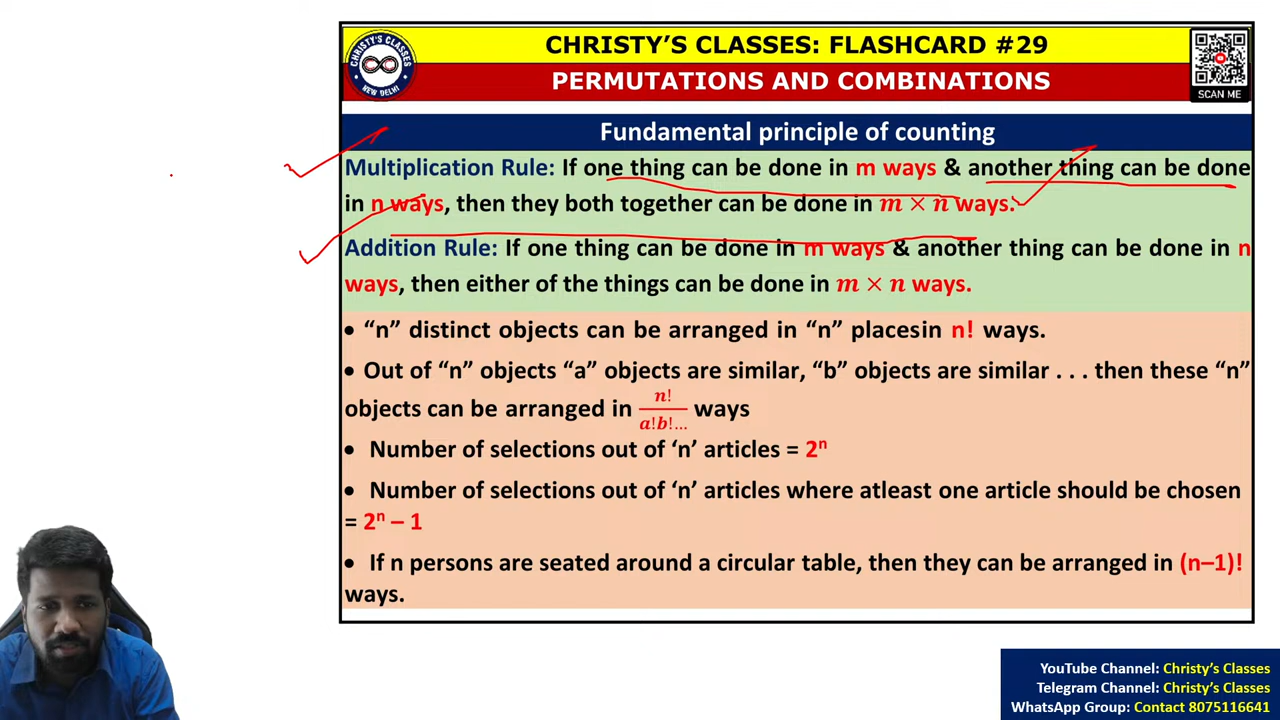 CHRISTY'S CLASSES
NEW DELHI
CHRISTY'S CLASSES: FLASHCARD #29
PERMUTATIONS AND COMBINATIONS
SCAN ME
Fundamental principle of counting
Multiplication Rule: If one thing can be done in m ways & another thing can be done
in n ways, then they both together can be done in m × n ways.
Addition Rule: If one thing can be done in m ways & another thing can be done in n
ways, then either of the things can be done in m × n ways.
• “n” distinct objects can be arranged in “n” placesin n! ways.
• Out of “n” objects “a” objects are similar, “b” objects are similar . . . then these “n”
objects can be arranged in n!/a!b!... ways
• Number of selections out of ‘n’ articles = 2ⁿ
• Number of selections out of ‘n’ articles where atleast one article should be chosen
= 2ⁿ – 1
• If n persons are seated around a circular table, then they can be arranged in (n–1)!
ways.
YouTube Channel: Christy’s Classes
Telegram Channel: Christy’s Classes
WhatsApp Group: Contact 8075116641